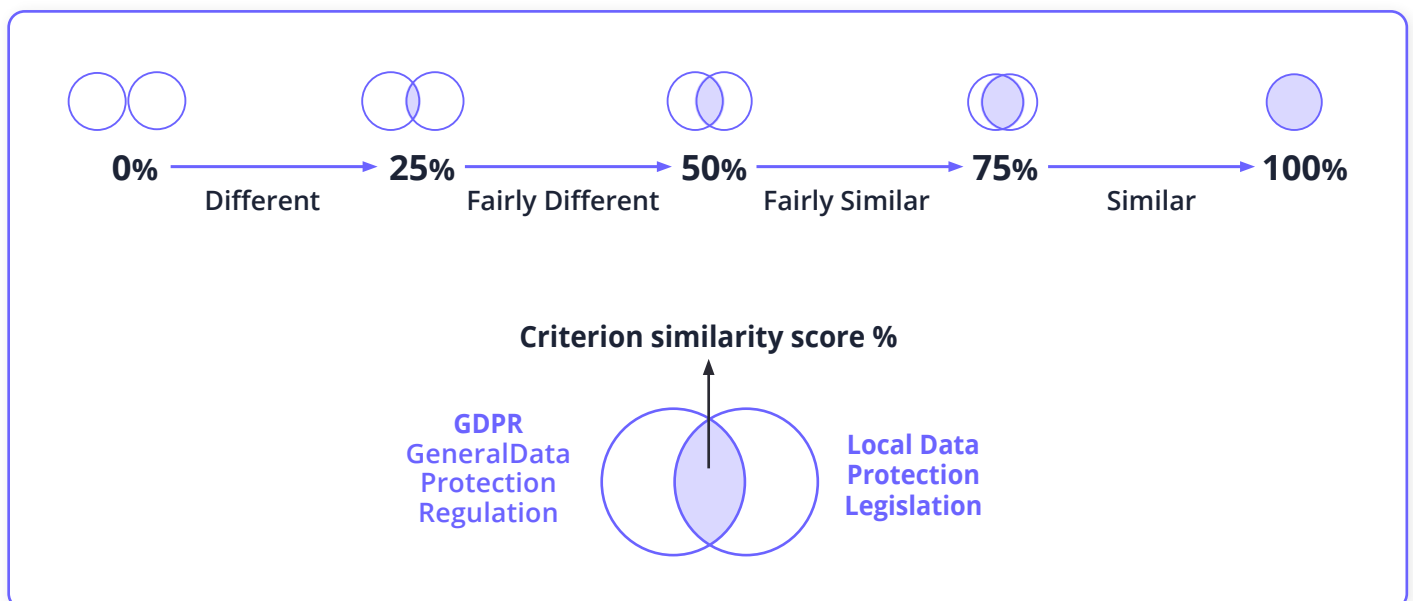 0% 25% 50% 75% 100%
Different Fairly Different Fairly Similar Similar
Criterion similarity score %
GDPR
GeneralData
Protection
Regulation
Local Data
Protection
Legislation